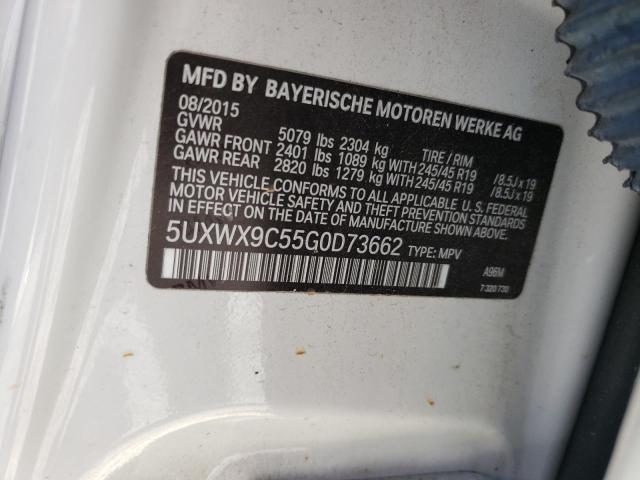 MFD BY BAYERISCHE MOTOREN WERKE AG
08/2015
GVWR 5079 lbs 2304 kg TIRE / RIM
GAWR FRONT 2401 lbs 1089 kg WITH 245/45 R19 /8.5J x 19
GAWR REAR 2820 lbs 1279 kg WITH 245/45 R19 /8.5J x 19
THIS VEHICLE CONFORMS TO ALL APPLICABLE U.S. FEDERAL
MOTOR VEHICLE SAFETY AND THEFT PREVENTION STANDARDS
IN EFFECT ON THE DATE OF MANUFACTURE SHOWN ABOVE.
5UXWX9C55G0D73662 TYPE: MPV
A96M
7 320 730